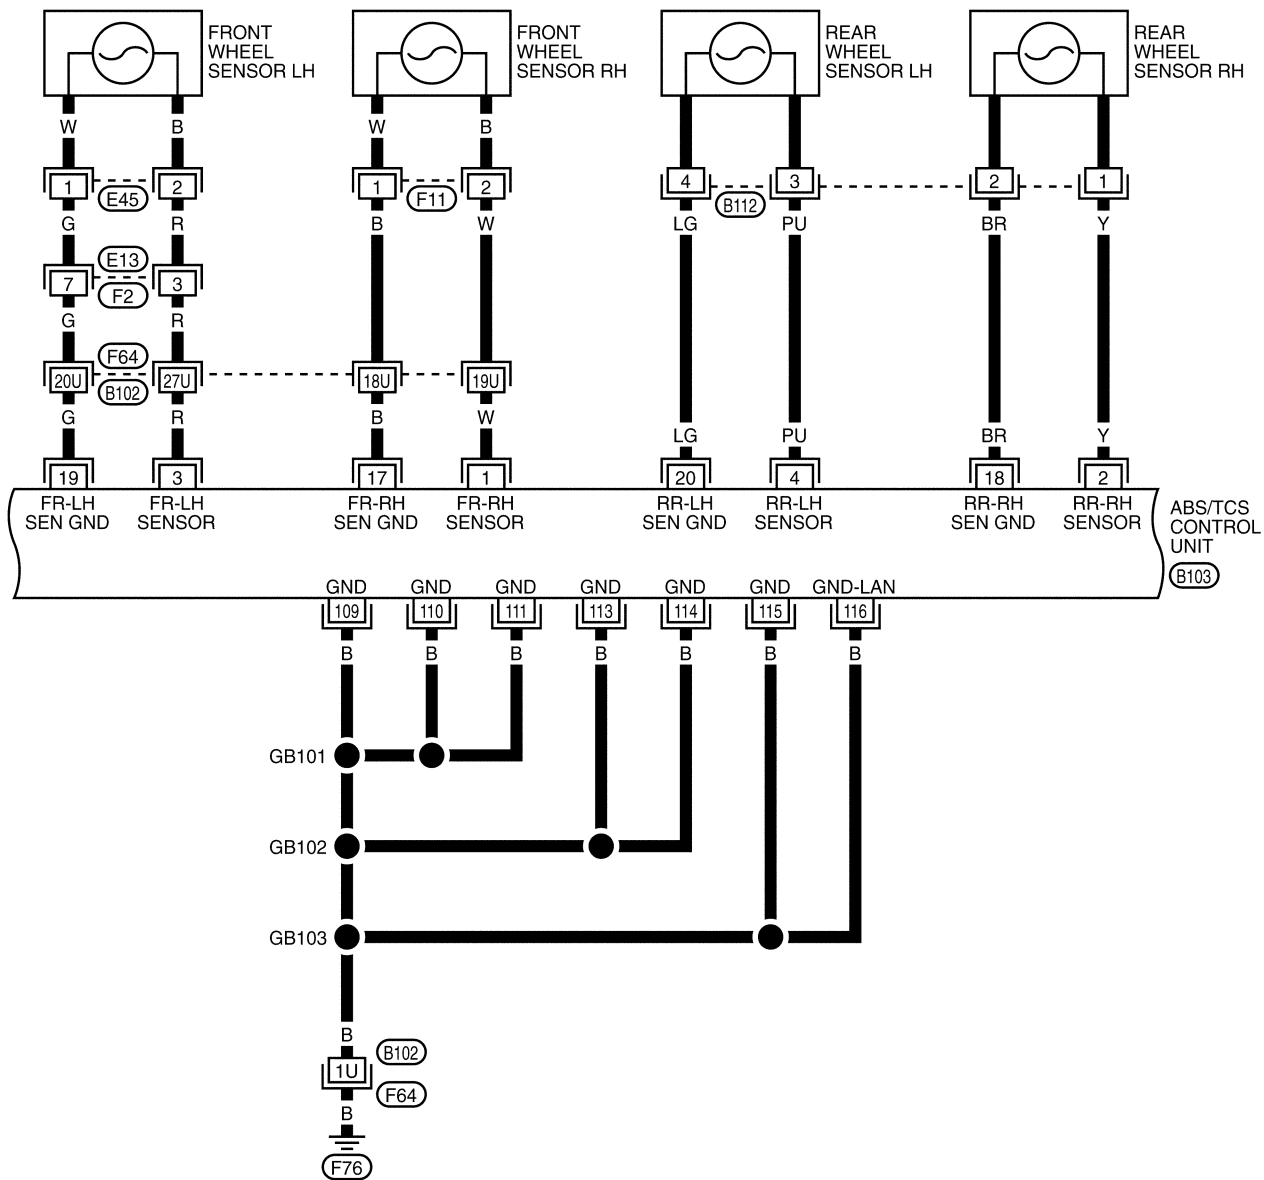 FRONT
WHEEL
SENSOR LH
FRONT
WHEEL
SENSOR RH
REAR
WHEEL
SENSOR LH
REAR
WHEEL
SENSOR RH
W B W B
1 E45 2 1 F11 2 4 B112 3 2 1
G R B W LG PU BR Y
E13
7 3
F2
G R
F64
20U 27U 18U 19U
B102
G R B W LG PU BR Y
19 3 17 1 20 4 18 2
FR-LH
SEN GND
FR-LH
SENSOR
FR-RH
SEN GND
FR-RH
SENSOR
RR-LH
SEN GND
RR-LH
SENSOR
RR-RH
SEN GND
RR-RH
SENSOR
ABS/TCS
CONTROL
UNIT
B103
GND GND GND GND GND GND GND-LAN
109 110 111 113 114 115 116
B B B B B B B
GB101
GB102
GB103
B
B102
1U
F64
B
F76